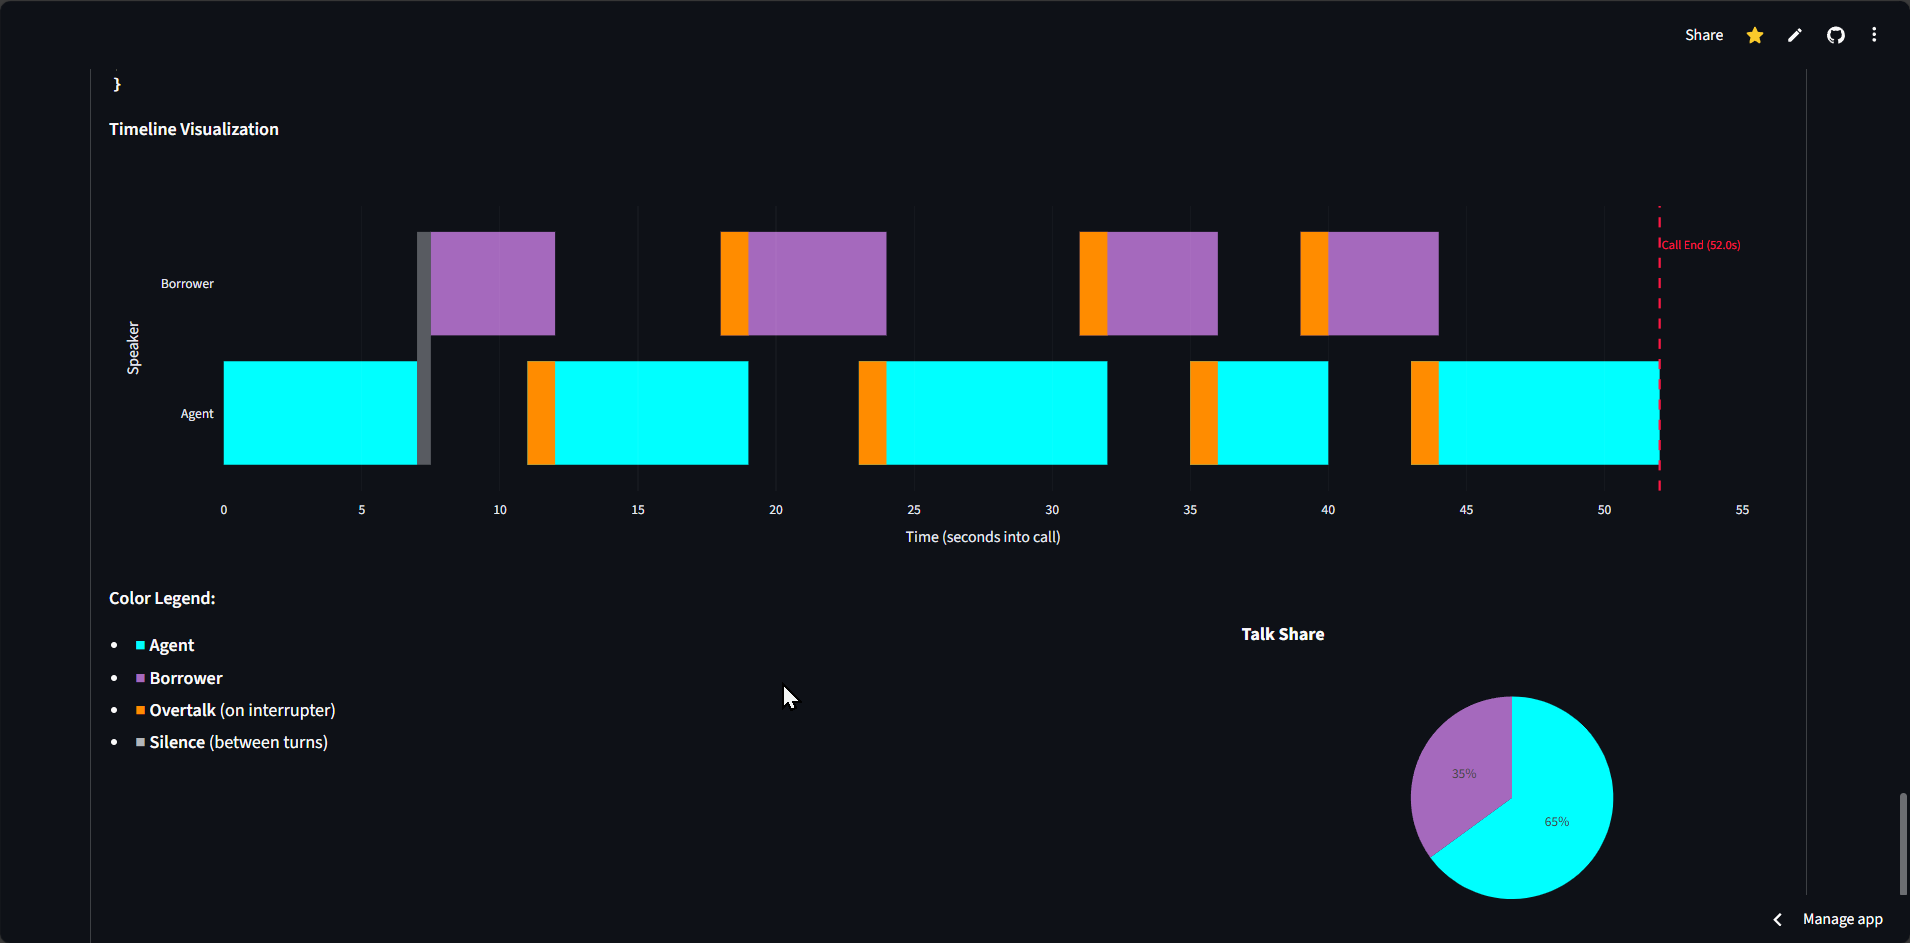 Share
}
Timeline Visualization
Call End (52.0s)
Borrower
Speaker
Agent
0 5 10 15 20 25 30 35 40 45 50 55
Time (seconds into call)
Color Legend:
Agent
Borrower
Overtalk (on interrupter)
Silence (between turns)
Talk Share
35%
65%
Manage app